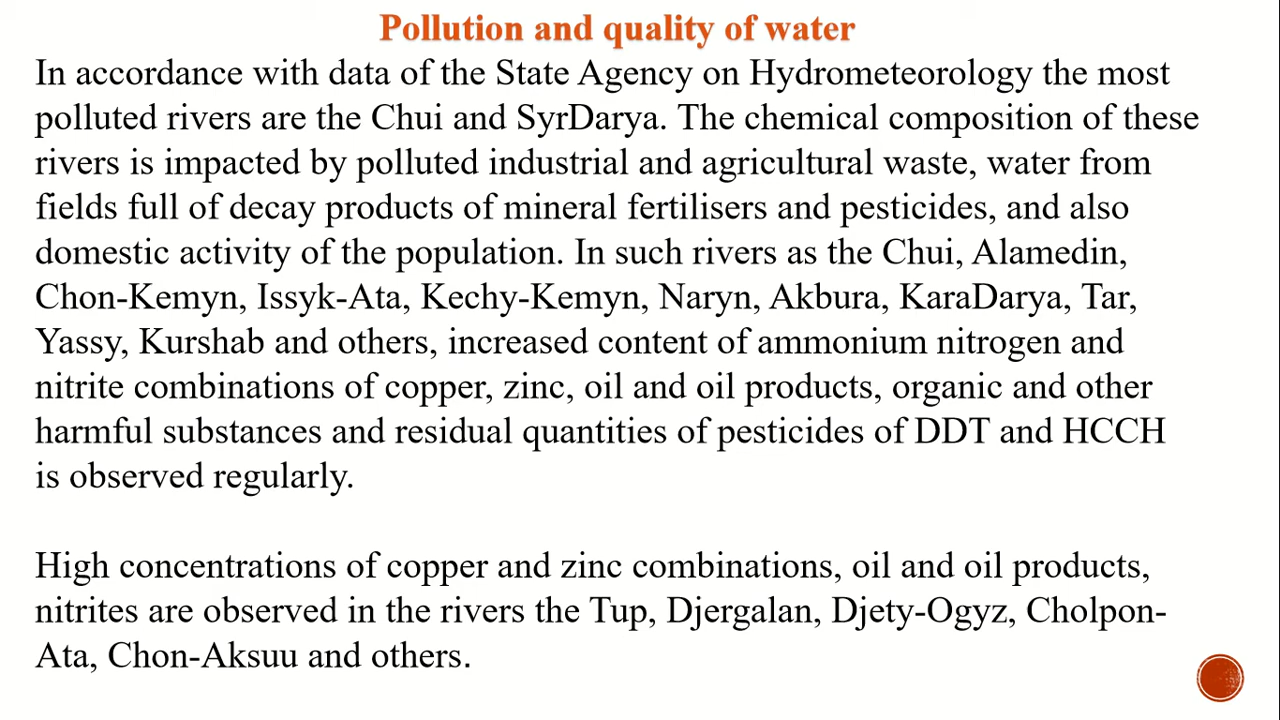 Pollution and quality of water
In accordance with data of the State Agency on Hydrometeorology the most
polluted rivers are the Chui and SyrDarya. The chemical composition of these
rivers is impacted by polluted industrial and agricultural waste, water from
fields full of decay products of mineral fertilisers and pesticides, and also
domestic activity of the population. In such rivers as the Chui, Alamedin,
Chon-Kemyn, Issyk-Ata, Kechy-Kemyn, Naryn, Akbura, KaraDarya, Tar,
Yassy, Kurshab and others, increased content of ammonium nitrogen and
nitrite combinations of copper, zinc, oil and oil products, organic and other
harmful substances and residual quantities of pesticides of DDT and HCCH
is observed regularly.
High concentrations of copper and zinc combinations, oil and oil products,
nitrites are observed in the rivers the Tup, Djergalan, Djety-Ogyz, Cholpon-
Ata, Chon-Aksuu and others.